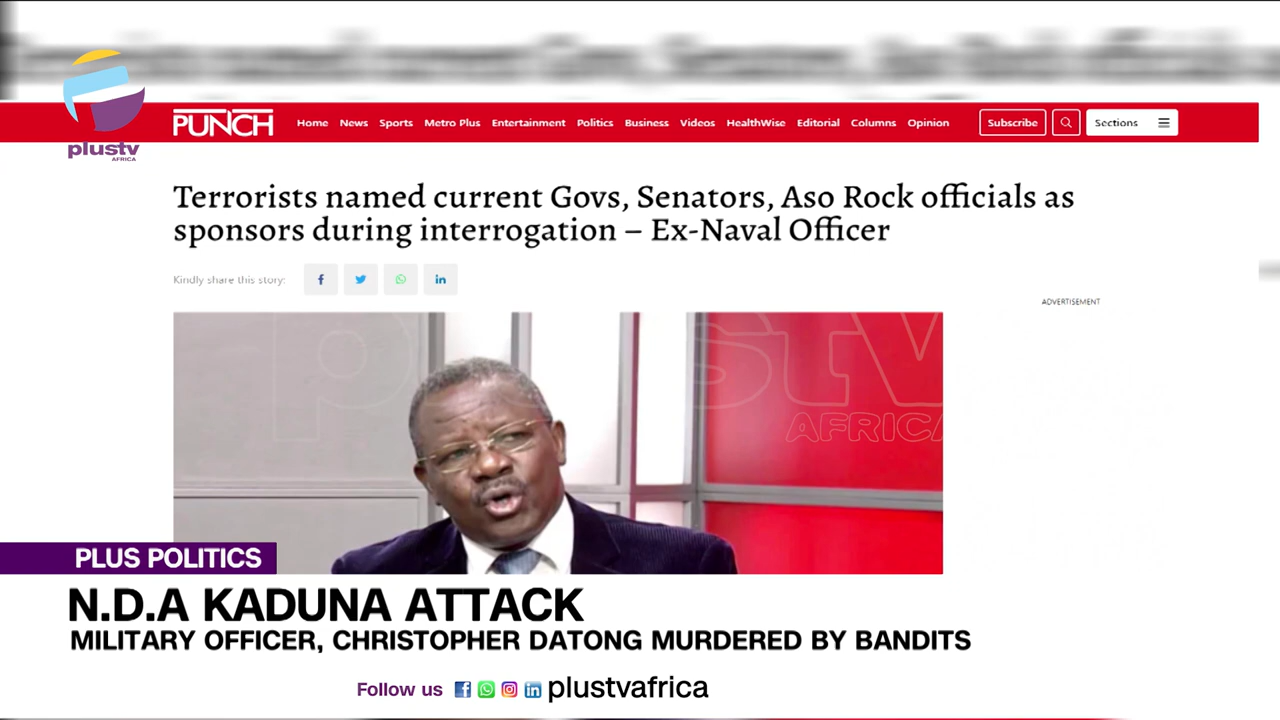 plustv
AFRICA
PUNCH
Home News Sports Metro Plus Entertainment Politics Business Videos HealthWise Editorial Columns Opinion Subscribe Sections
Terrorists named current Govs, Senators, Aso Rock officials as
sponsors during interrogation – Ex-Naval Officer
Kindly share this story:
ADVERTISEMENT
plustv
AFRICA
PLUS POLITICS
N.D.A KADUNA ATTACK
MILITARY OFFICER, CHRISTOPHER DATONG MURDERED BY BANDITS
Follow us plustvafrica